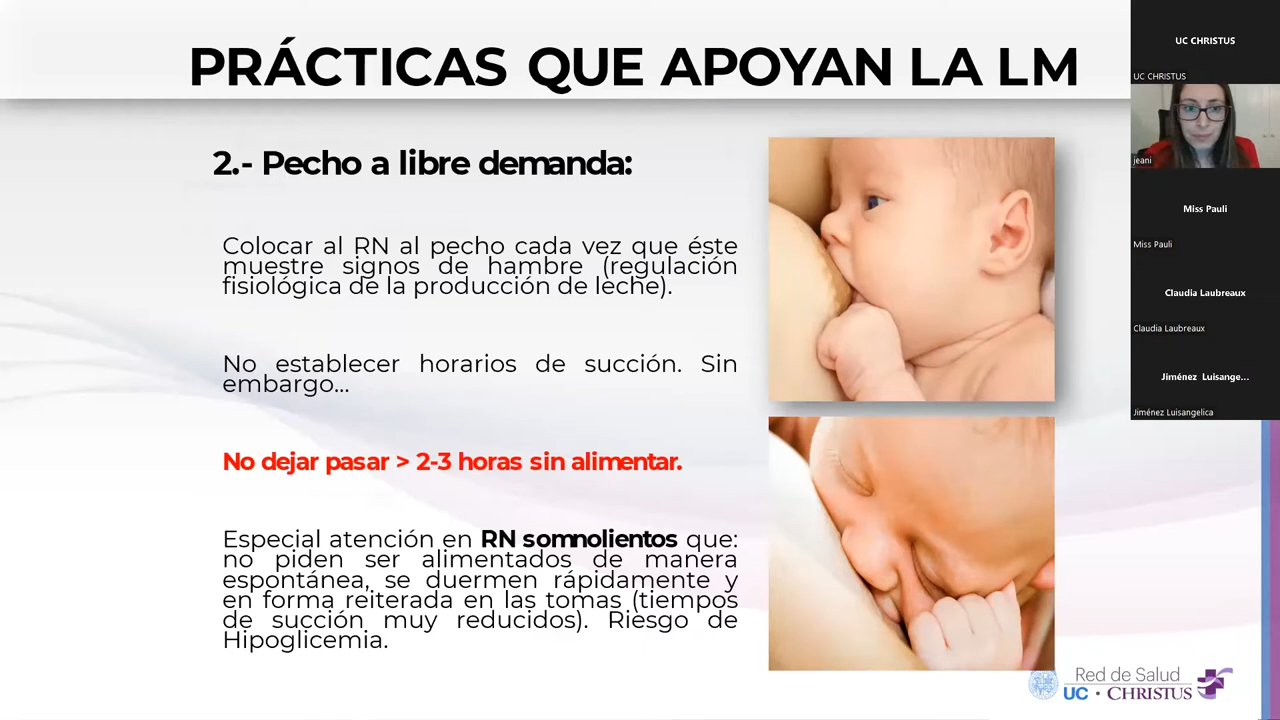 PRÁCTICAS QUE APOYAN LA LM
2.- Pecho a libre demanda:
Colocar al RN al pecho cada vez que éste
muestre signos de hambre (regulación
fisiológica de la producción de leche).
No establecer horarios de succión. Sin
embargo...
No dejar pasar > 2-3 horas sin alimentar.
Especial atención en RN somnolientos que:
no piden ser alimentados de manera
espontánea, se duermen rápidamente y
en forma reiterada en las tomas (tiempos
de succión muy reducidos). Riesgo de
Hipoglicemia.
Red de Salud
UC • CHRISTUS
UC CHRISTUS
UC CHRISTUS
jeani
Miss Pauli
Miss Pauli
Claudia Laubreaux
Claudia Laubreaux
Jiménez Luisange...
Jiménez Luisangelica